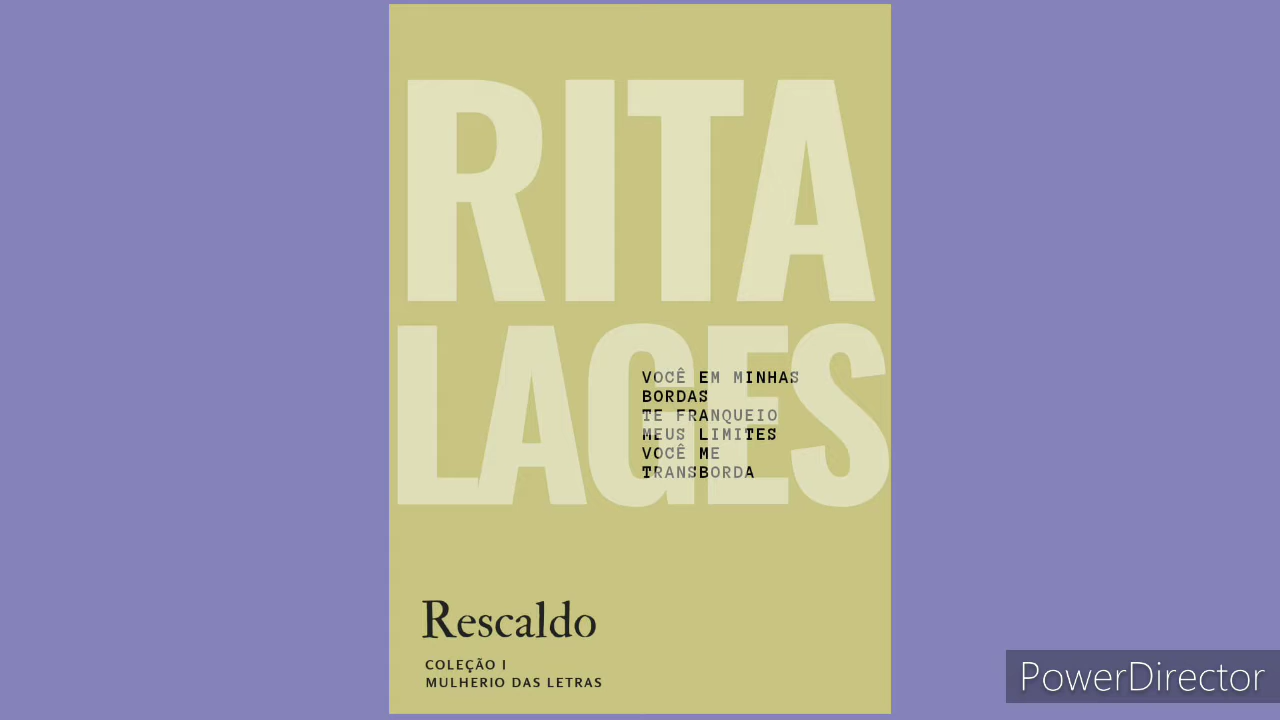 RITA
LAGES
VOCÊ EM MINHAS
BORDAS
TE FRANQUEIO
MEUS LIMITES
VOCÊ ME
TRANSBORDA
Rescaldo
COLEÇÃO I
MULHERIO DAS LETRAS
PowerDirector